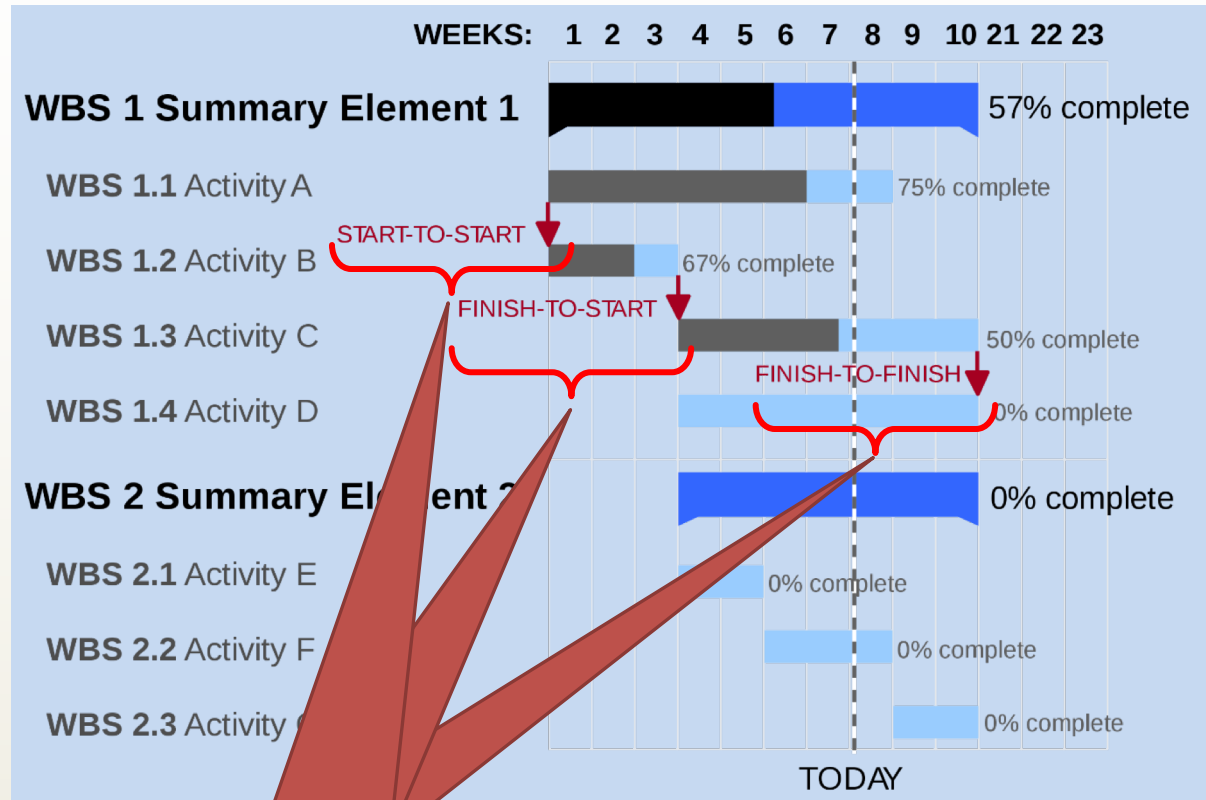 WEEKS: 1 2 3 4 5 6 7 8 9 10 21 22 23
WBS 1 Summary Element 1 57% complete
WBS 1.1 Activity A 75% complete
START-TO-START
WBS 1.2 Activity B 67% complete
FINISH-TO-START
WBS 1.3 Activity C 50% complete
FINISH-TO-FINISH
WBS 1.4 Activity D 0% complete
WBS 2 Summary 0% complete
WBS 2.1 Activity E 0% complete
WBS 2.2 Activity F 0% complete
WBS 2.3 Activity 0% complete
TODAY